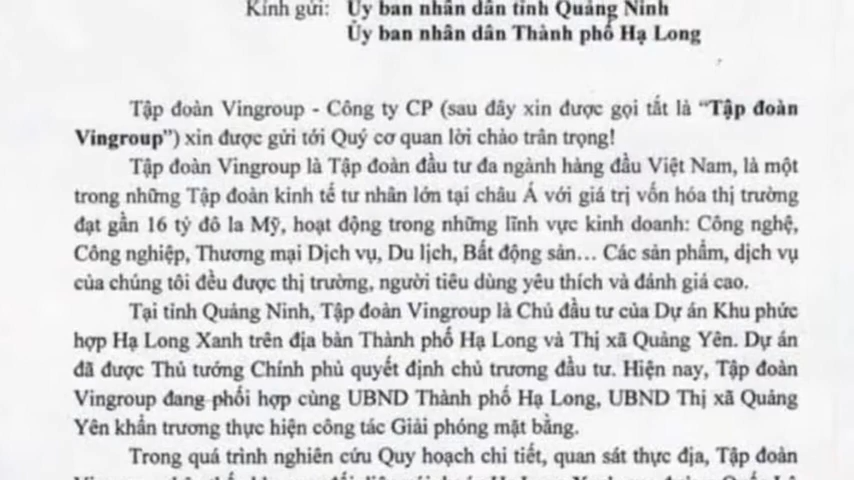 Kính gửi: Ủy ban nhân dân tỉnh Quảng Ninh
Ủy ban nhân dân Thành phố Hạ Long
Tập đoàn Vingroup - Công ty CP (sau đây xin được gọi tắt là “Tập đoàn
Vingroup”) xin được gửi tới Quý cơ quan lời chào trân trọng!
Tập đoàn Vingroup là Tập đoàn đầu tư đa ngành hàng đầu Việt Nam, là một
trong những Tập đoàn kinh tế tư nhân lớn tại châu Á với giá trị vốn hóa thị trường
đạt gần 16 tỷ đô la Mỹ, hoạt động trong những lĩnh vực kinh doanh: Công nghệ,
Công nghiệp, Thương mại Dịch vụ, Du lịch, Bất động sản... Các sản phẩm, dịch vụ
của chúng tôi đều được thị trường, người tiêu dùng yêu thích và đánh giá cao.
Tại tỉnh Quảng Ninh, Tập đoàn Vingroup là Chủ đầu tư của Dự án Khu phức
hợp Hạ Long Xanh trên địa bàn Thành phố Hạ Long và Thị xã Quảng Yên. Dự án
đã được Thủ tướng Chính phủ quyết định chủ trương đầu tư. Hiện nay, Tập đoàn
Vingroup đang phối hợp cùng UBND Thành phố Hạ Long, UBND Thị xã Quảng
Yên khẩn trương thực hiện công tác Giải phóng mặt bằng.
Trong quá trình nghiên cứu Quy hoạch chi tiết, quan sát thực địa, Tập đoàn